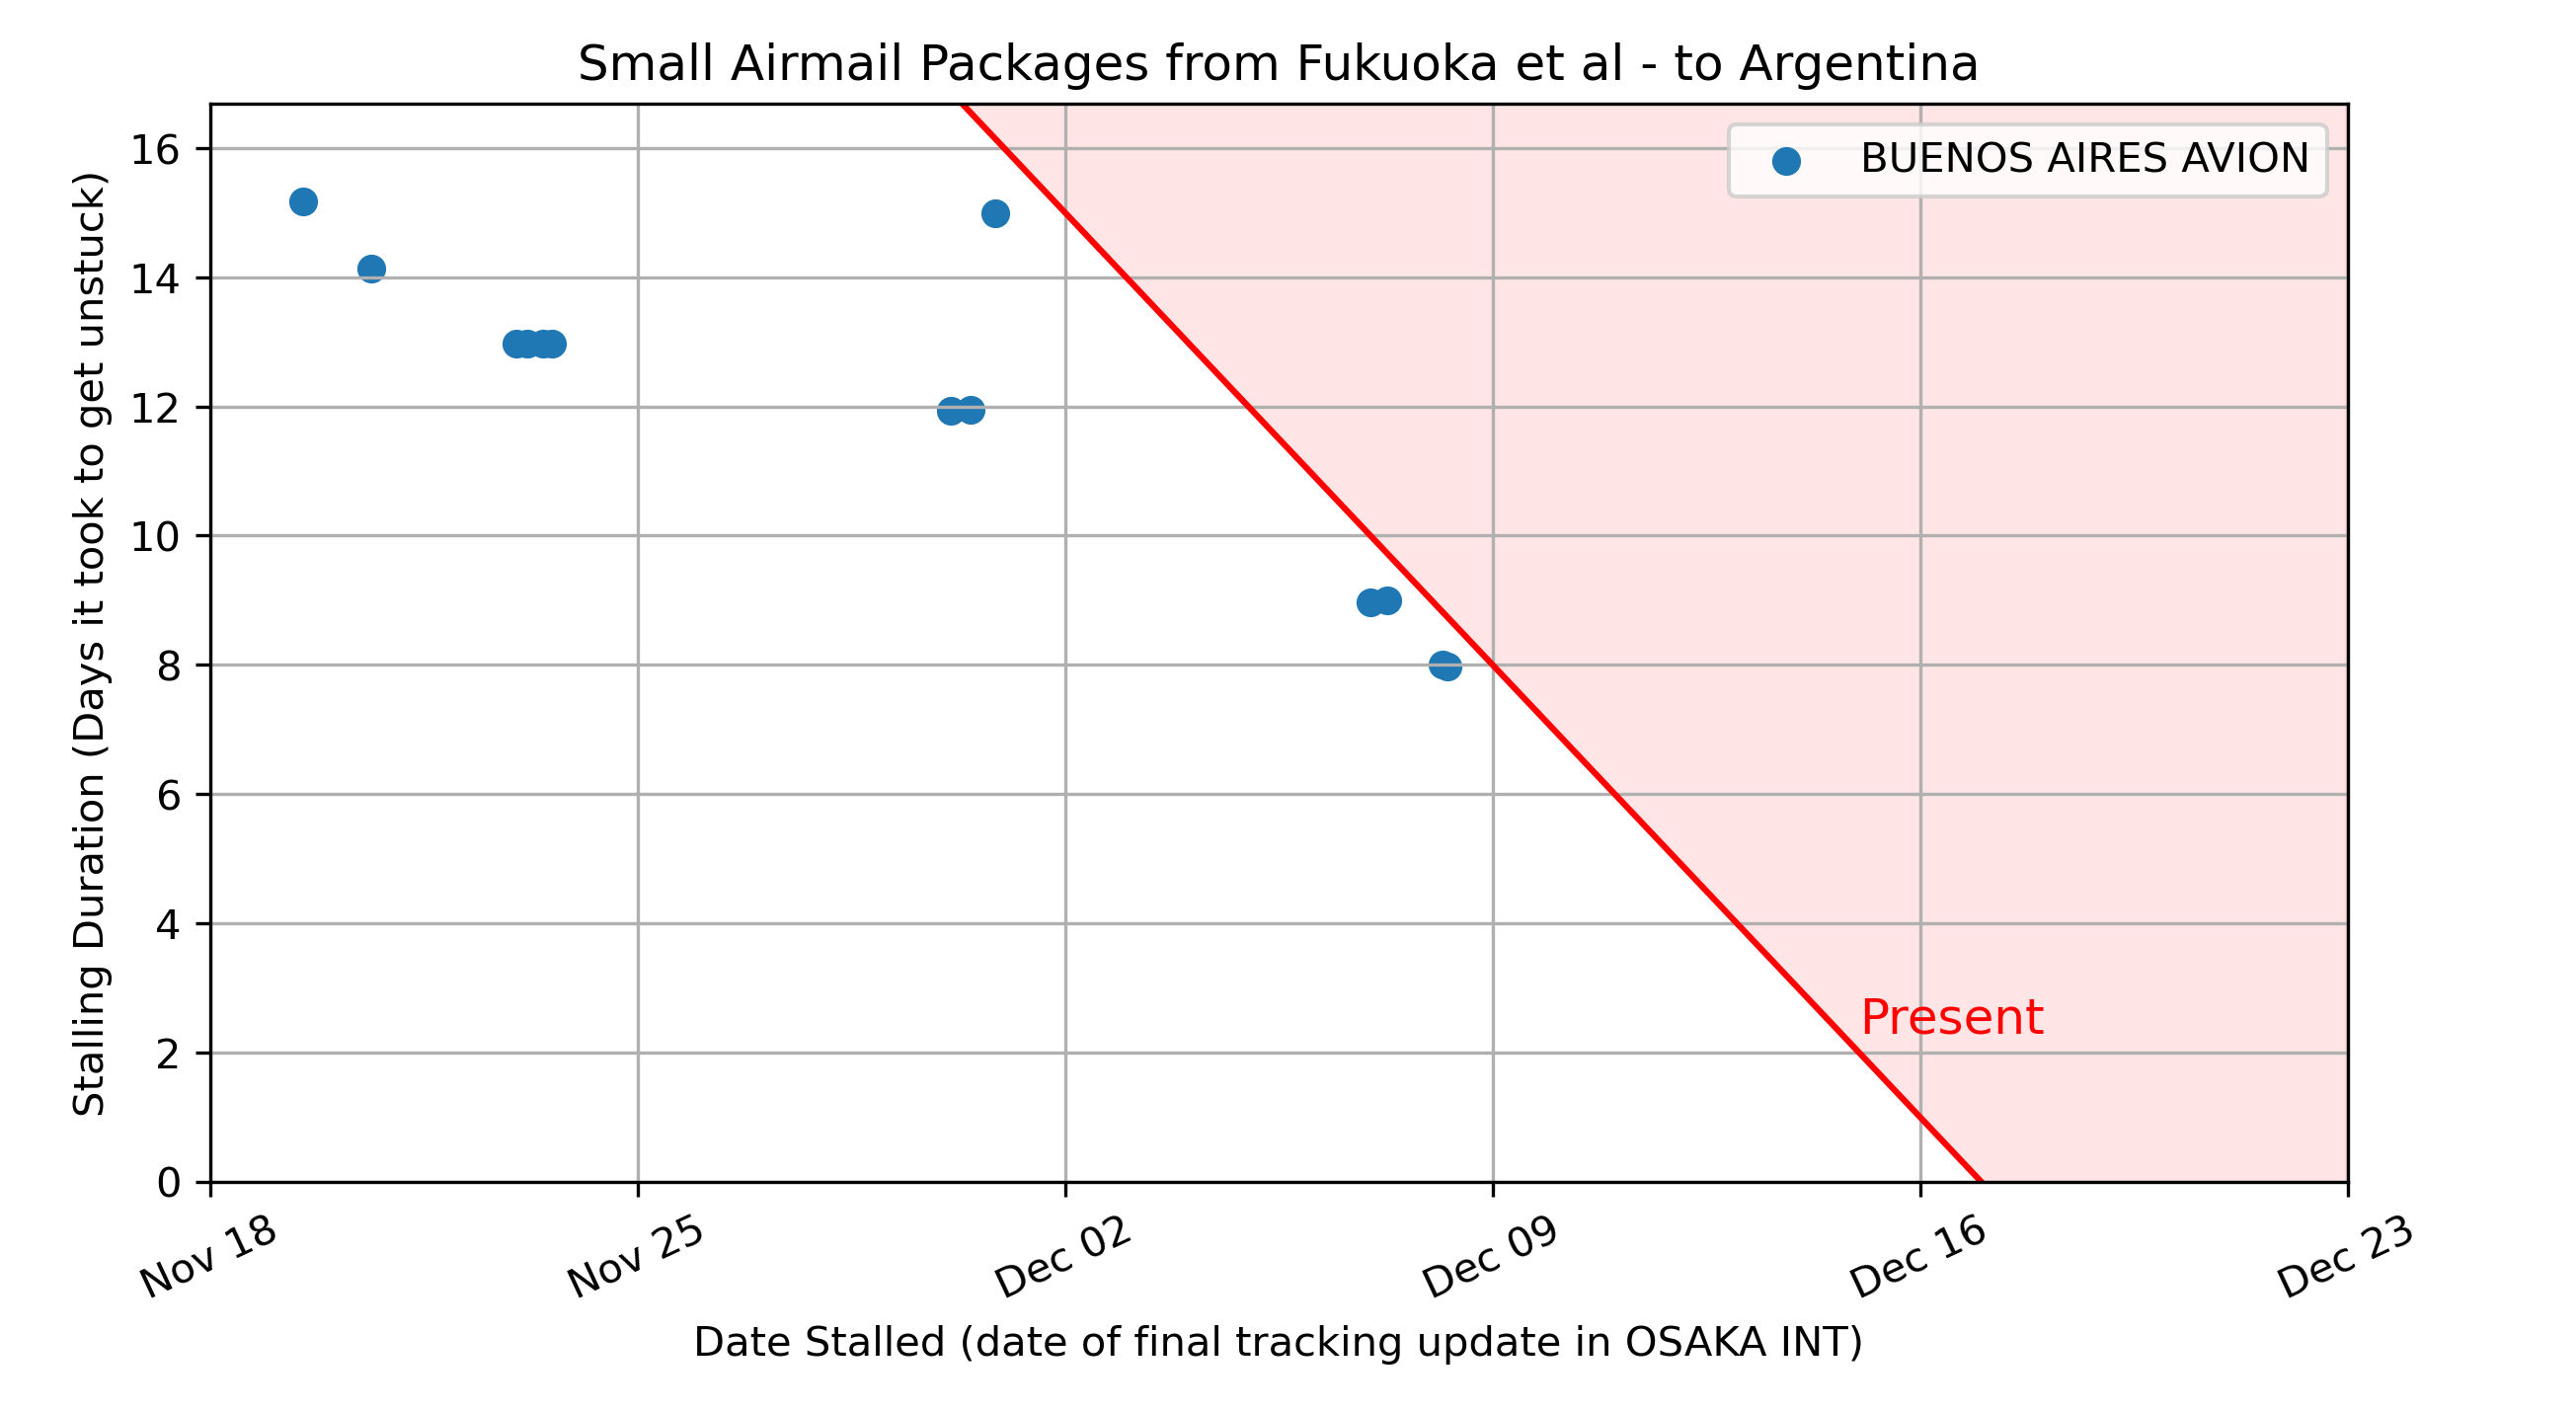 Small Airmail Packages from Fukuoka et al - to Argentina
BUENOS AIRES AVION
Stalling Duration (Days it took to get unstuck)
16
14
12
10
8
6
4
2
0
Present
Nov 18
Nov 25
Dec 02
Dec 09
Dec 16
Dec 23
Date Stalled (date of final tracking update in OSAKA INT)